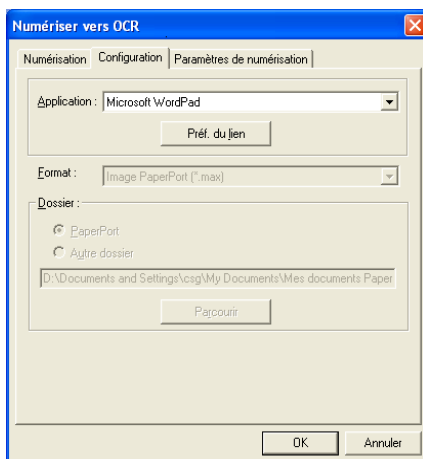 Numériser vers OCR
Numérisation Configuration Paramètres de numérisation
Application : Microsoft WordPad
Préf. du lien
Format : Image PaperPort (*.max)
Dossier :
PaperPort
Autre dossier
D:\Documents and Settings\csg\My Documents\Mes documents Paper
Parcourir
OK Annuler